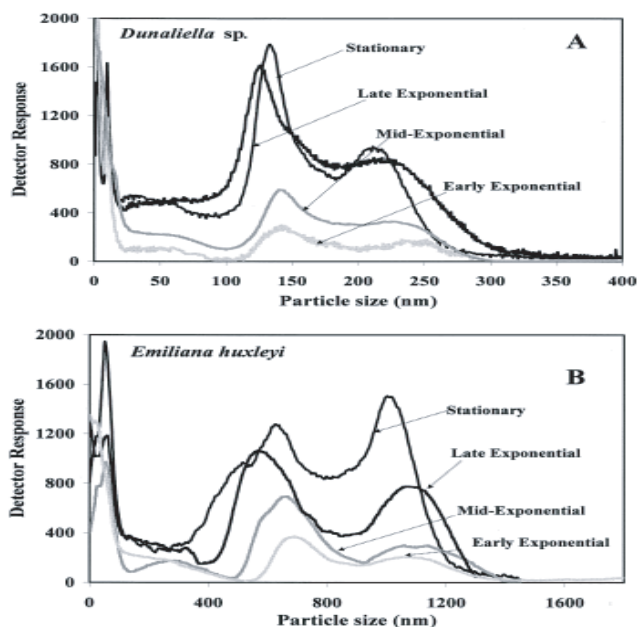 2000
1600
1200
800
400
0
Detector Response
Dunaliella sp.
A
Stationary
Late Exponential
Mid-Exponential
Early Exponential
0 50 100 150 200 250 300 350 400
Particle size (nm)
2000
1600
1200
800
400
0
Detector Response
Emiliana huxleyi
B
Stationary
Late Exponential
Mid-Exponential
Early Exponential
0 400 800 1200 1600
Particle size (nm)